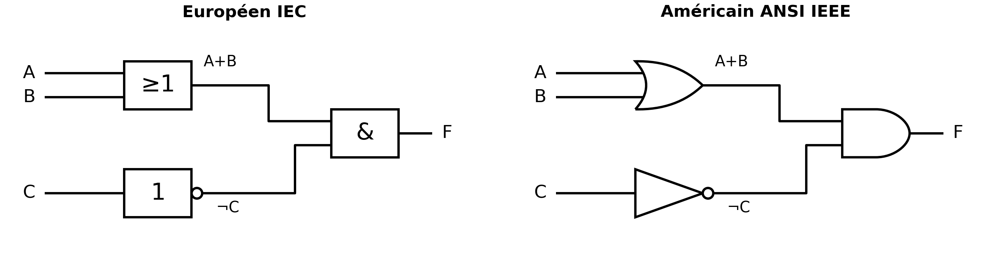 Européen IEC
A+B
A
≥1
B
&
F
C
1
¬C
Américain ANSI IEEE
A+B
A
B
F
C
¬C